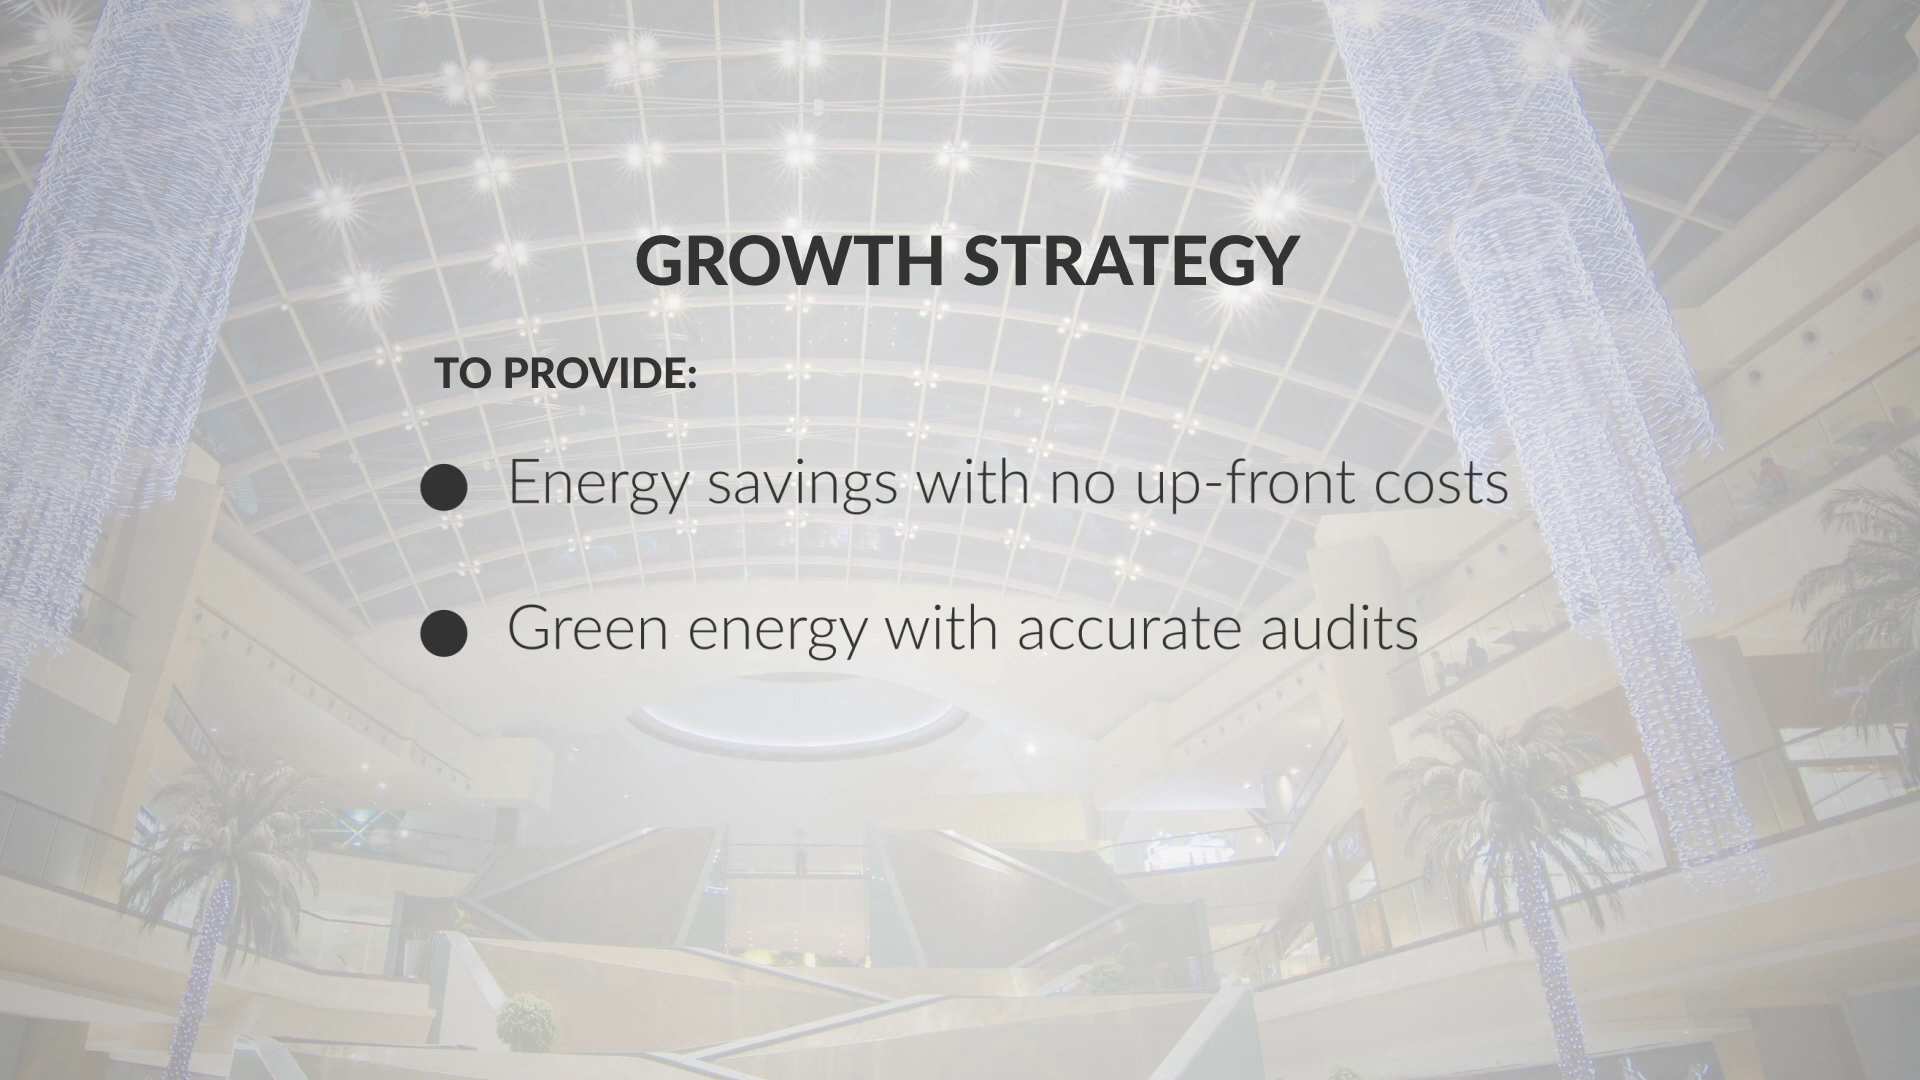 GROWTH STRATEGY
TO PROVIDE:
● Energy savings with no up-front costs
● Green energy with accurate audits